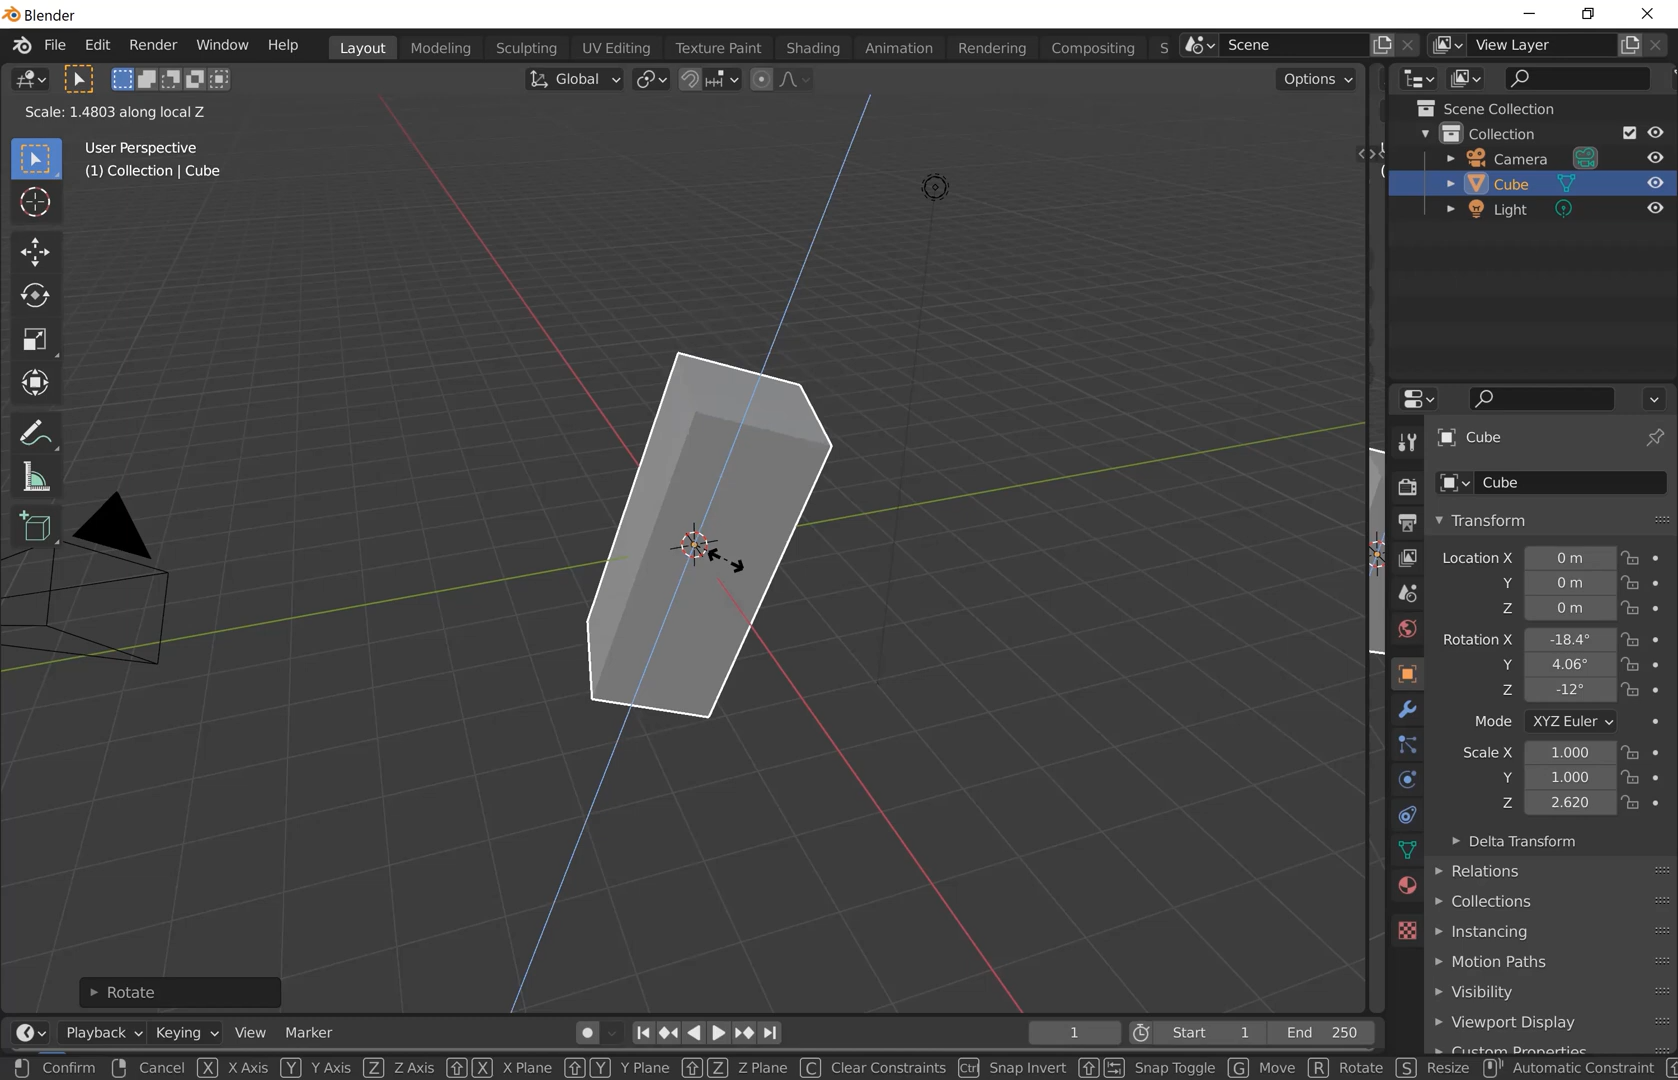 Blender
File Edit Render Window Help Layout Modeling Sculpting UV Editing Texture Paint Shading Animation Rendering Compositing S Scene View Layer
Global Options
Scale: 1.4803 along local Z
User Perspective
(1) Collection | Cube
Scene Collection
Collection
Camera
Cube
Light
Cube
Cube
Transform
Location X 0 m
Y 0 m
Z 0 m
Rotation X -18.4°
Y 4.06°
Z -12°
Mode XYZ Euler
Scale X 1.000
Y 1.000
Z 2.620
Delta Transform
Relations
Collections
Instancing
Motion Paths
Visibility
Viewport Display
Custom Properties
Rotate
Playback Keying View Marker 1 Start 1 End 250
Confirm Cancel X X Axis Y Y Axis Z Z Axis X X Plane Y Y Plane Z Z Plane C Clear Constraints Ctrl Snap Invert Snap Toggle G Move R Rotate S Resize Automatic Constraint